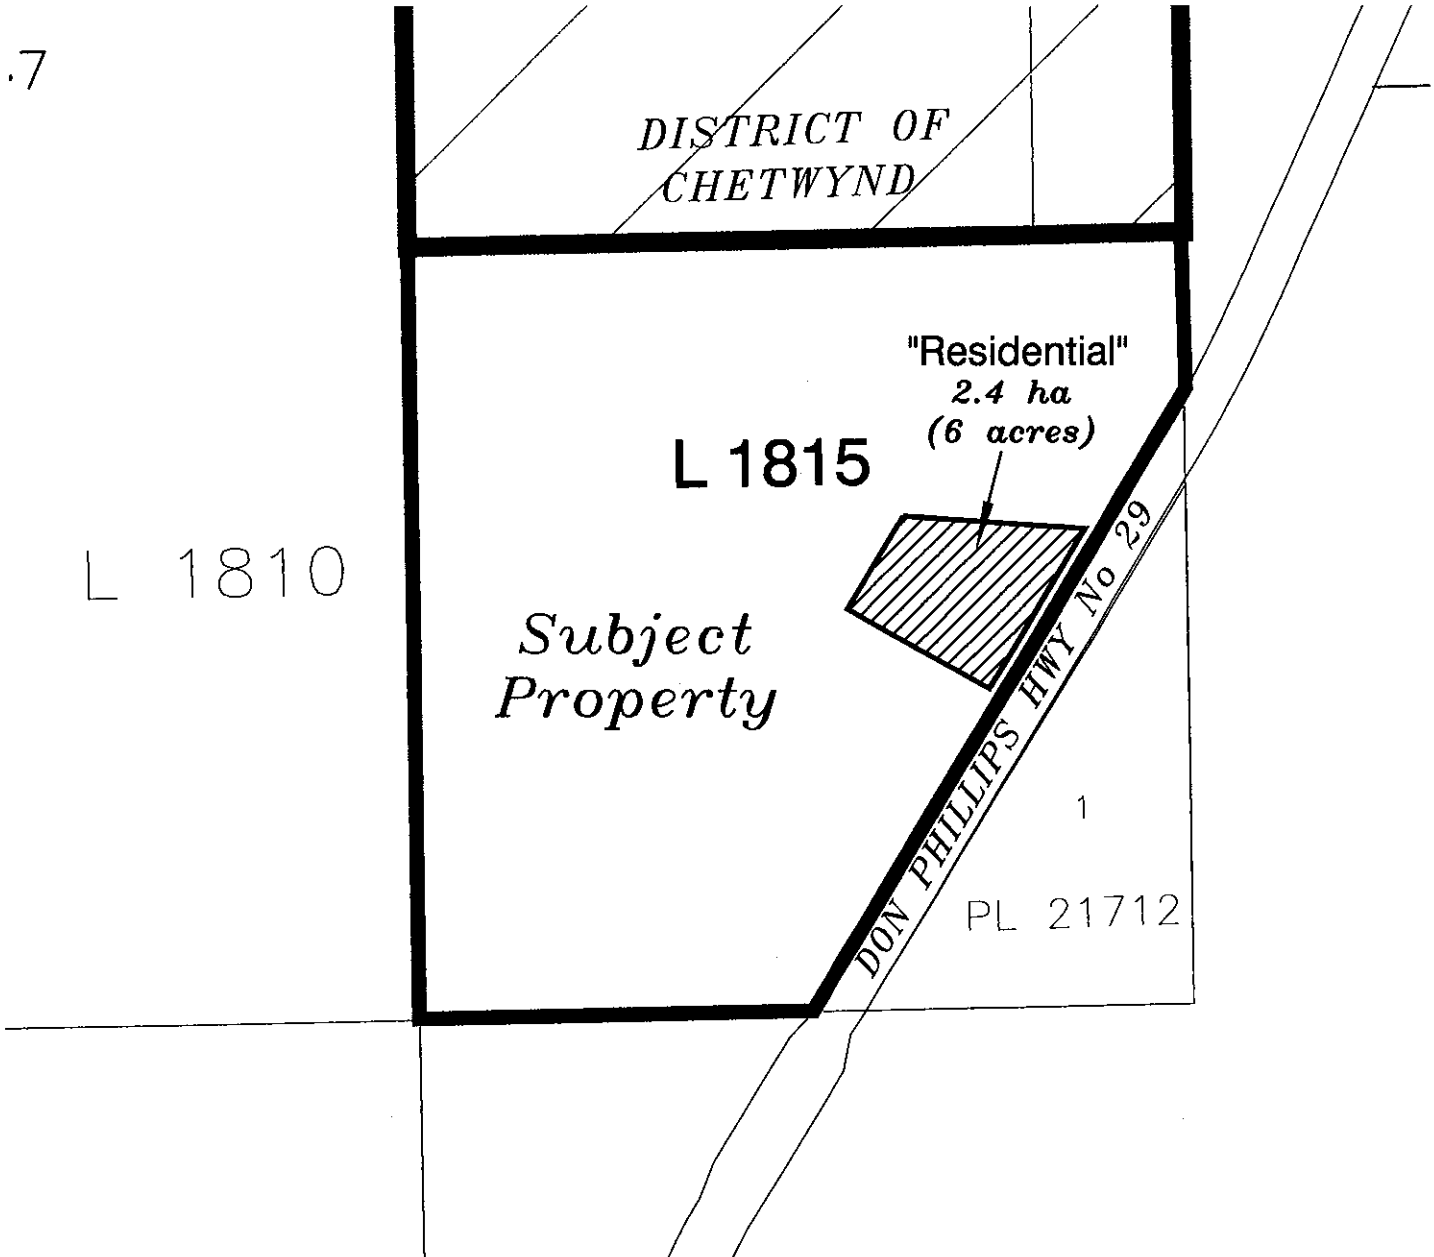 .7
DISTRICT OF
CHETWYND
"Residential"
2.4 ha
(6 acres)
L 1815
L 1810
Subject
Property
DON PHILLIPS HWY No 29
1
PL 21712